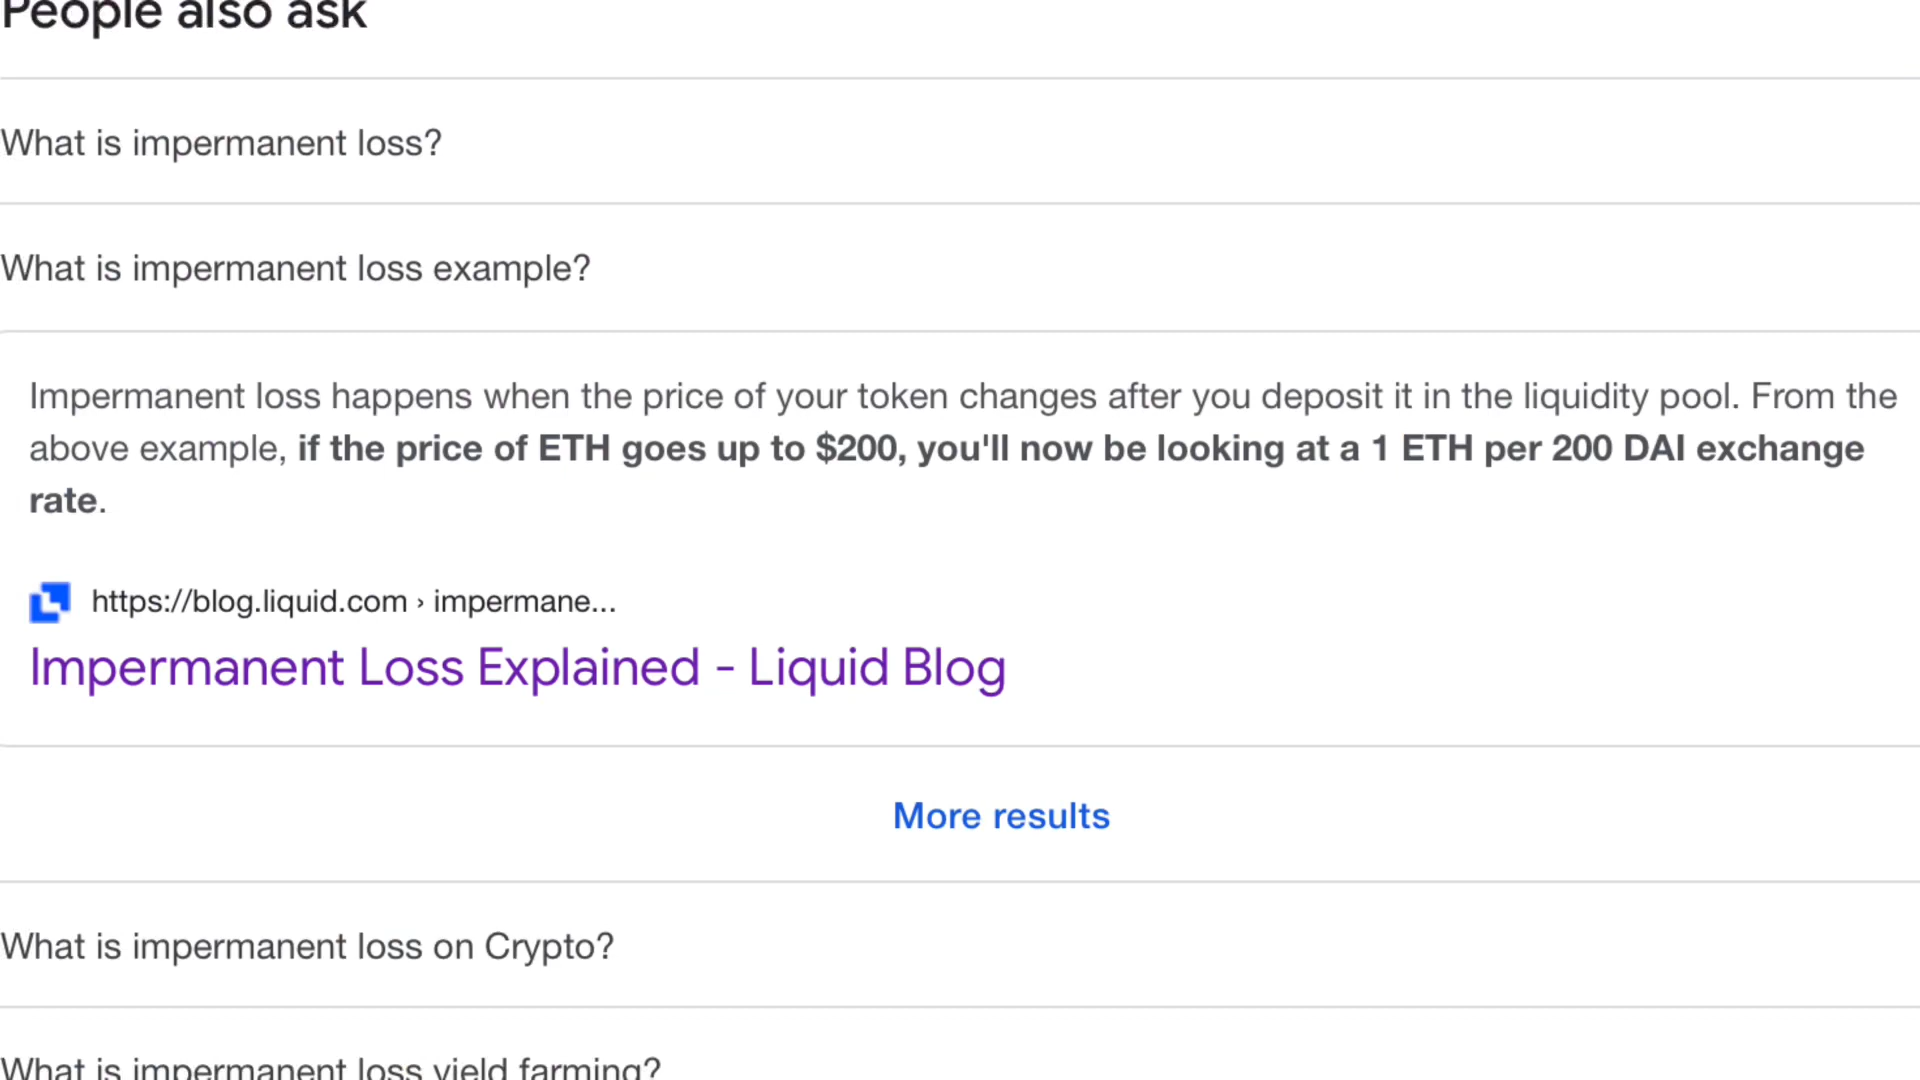 People also ask
What is impermanent loss?
What is impermanent loss example?
Impermanent loss happens when the price of your token changes after you deposit it in the liquidity pool. From the
above example, if the price of ETH goes up to $200, you'll now be looking at a 1 ETH per 200 DAI exchange
rate.
https://blog.liquid.com › impermane...
Impermanent Loss Explained - Liquid Blog
More results
What is impermanent loss on Crypto?
What is impermanent loss yield farming?